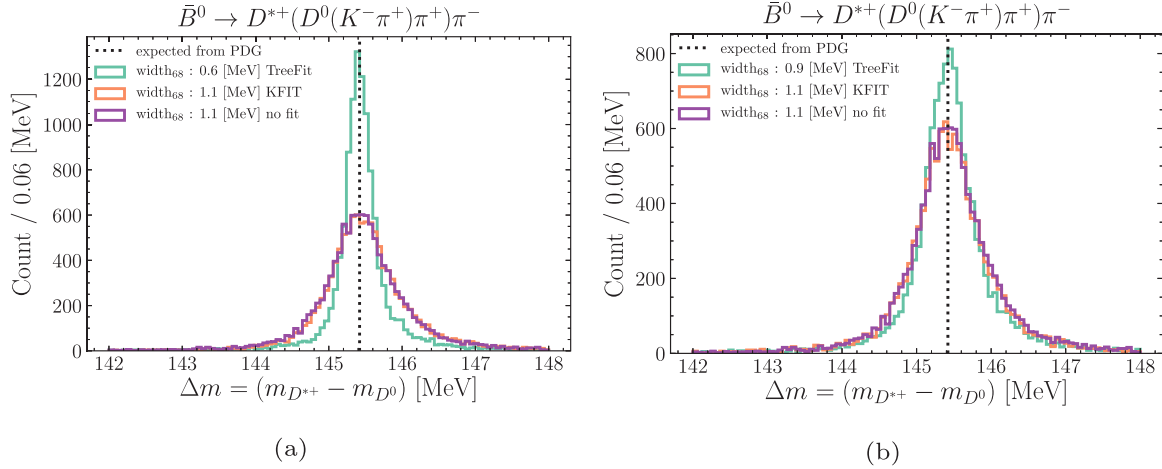 B̄⁰ → D*⁺(D⁰(K⁻π⁺)π⁺)π⁻
expected from PDG
width₆₈ : 0.6 [MeV] TreeFit
width₆₈ : 1.1 [MeV] KFIT
width₆₈ : 1.1 [MeV] no fit
Count / 0.06 [MeV]
1200
1000
800
600
400
200
0
142 143 144 145 146 147 148
Δm = (m_{D*⁺} − m_{D⁰}) [MeV]
(a)
B̄⁰ → D*⁺(D⁰(K⁻π⁺)π⁺)π⁻
expected from PDG
width₆₈ : 0.9 [MeV] TreeFit
width₆₈ : 1.1 [MeV] KFIT
width₆₈ : 1.1 [MeV] no fit
Count / 0.06 [MeV]
800
600
400
200
0
142 143 144 145 146 147 148
Δm = (m_{D*⁺} − m_{D⁰}) [MeV]
(b)